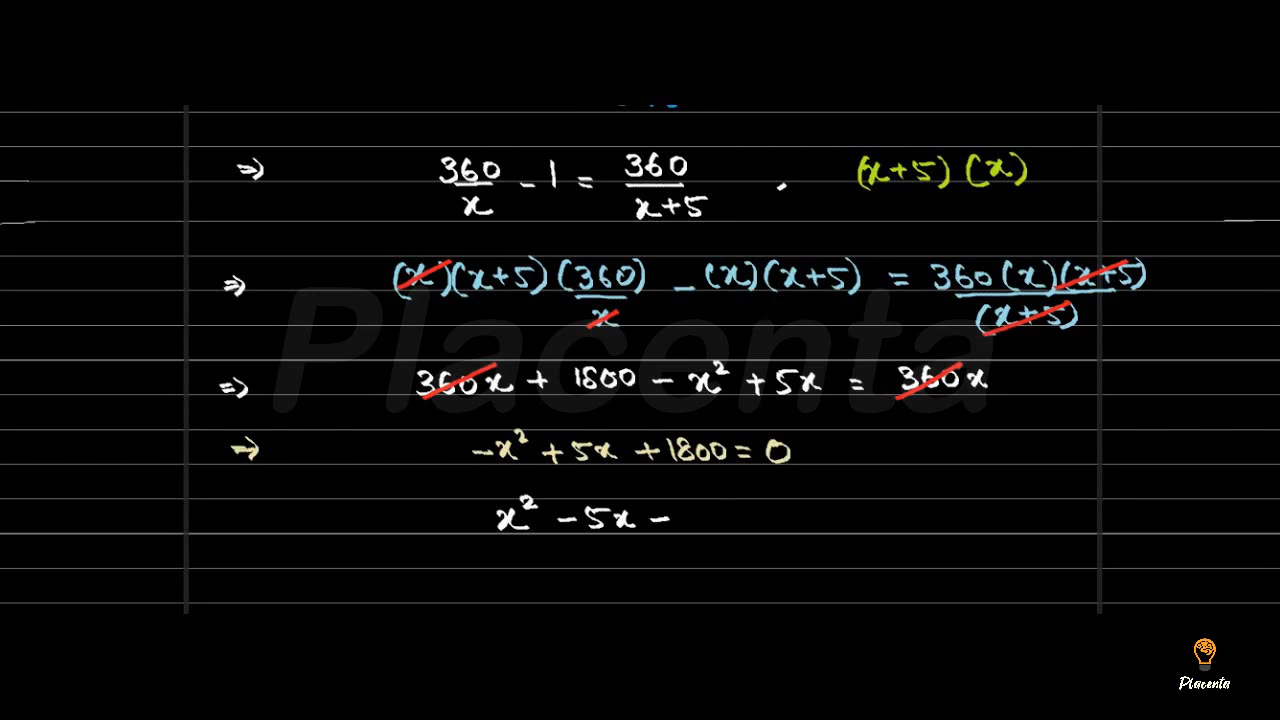 ⇒ 360/x - 1 = 360/(x+5) . (x+5)(x)
⇒ (x)(x+5)(360)/x - (x)(x+5) = 360(x)(x+5)/(x+5)
⇒ 360x + 1800 - x² + 5x = 360x
⇒ -x² + 5x + 1800 = 0
x² - 5x -
Placenta
Placenta